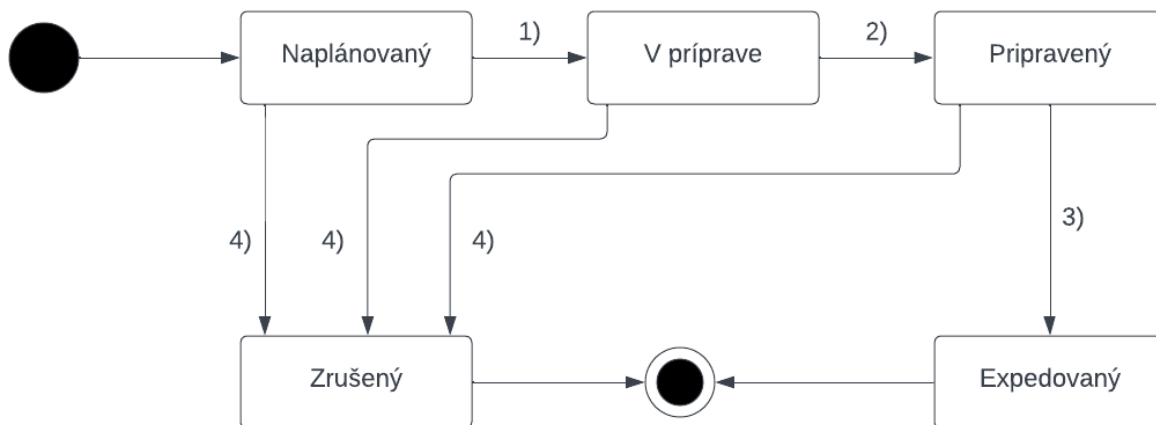 Naplánovaný
1)
V príprave
2)
Pripravený
4)
4)
4)
3)
Zrušený
Expedovaný